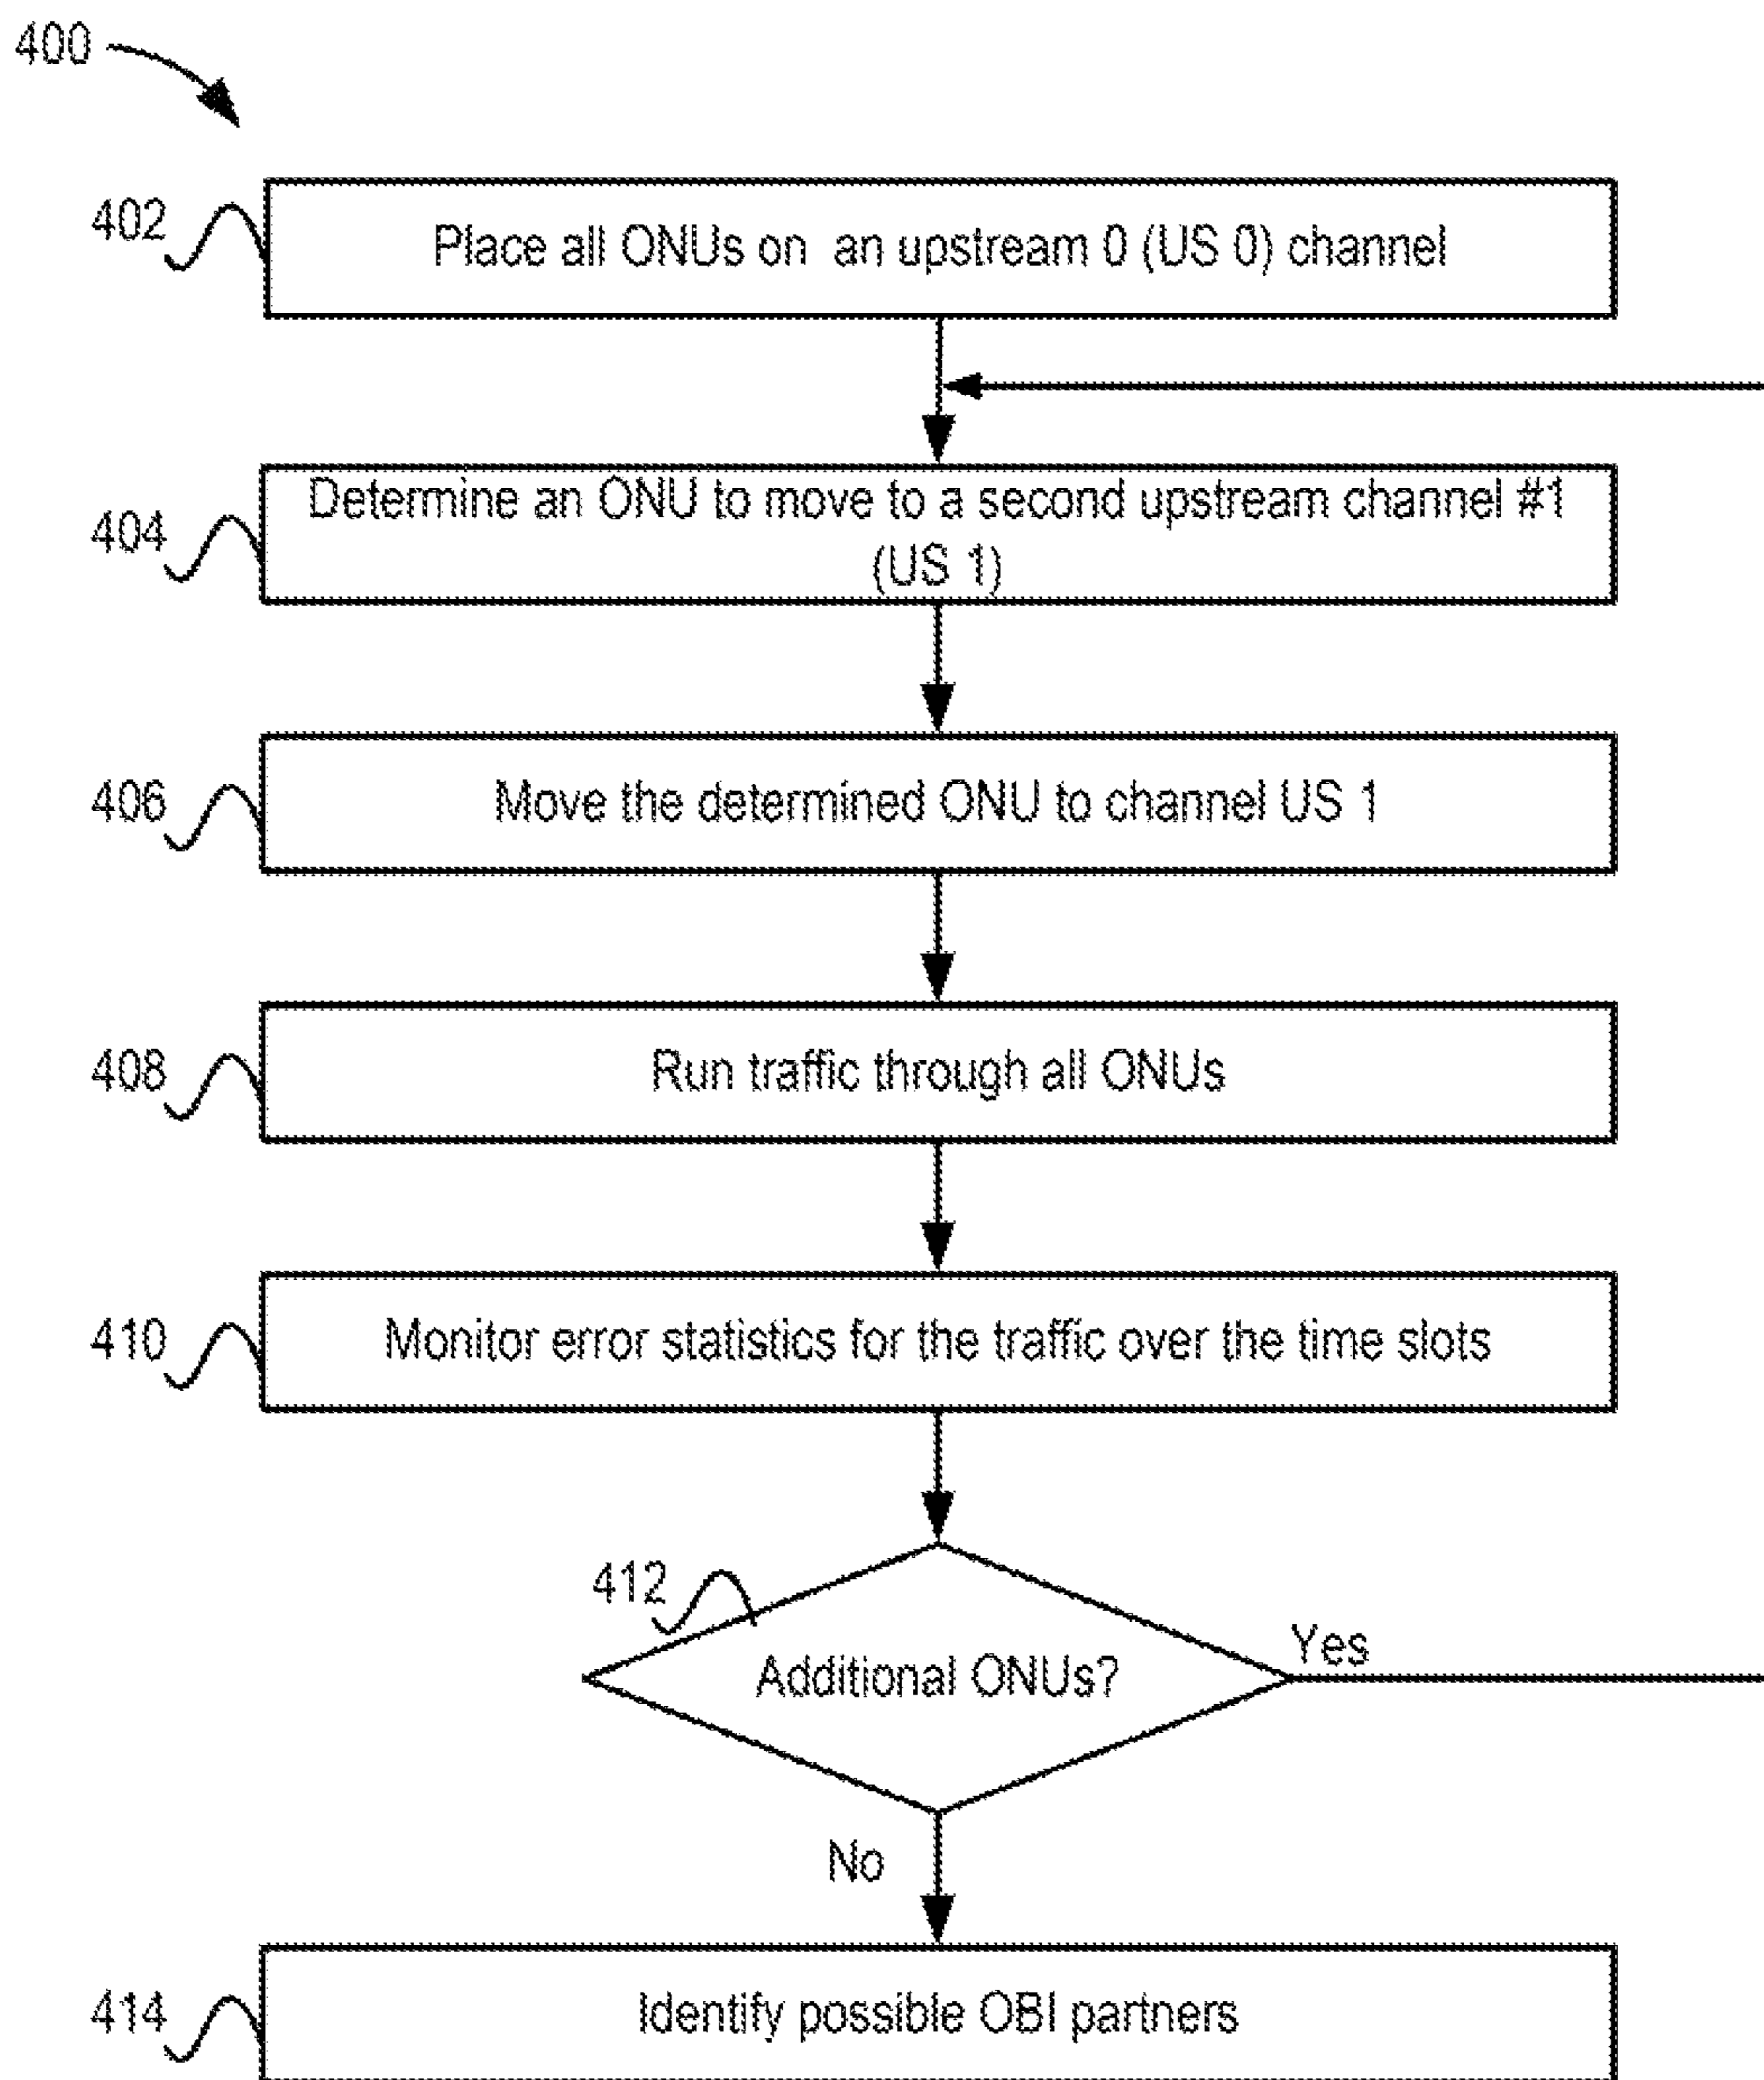 400
402
Place all ONUs on an upstream 0 (US 0) channel
404
Determine an ONU to move to a second upstream channel #1
(US 1)
406
Move the determined ONU to channel US 1
408
Run traffic through all ONUs
410
Monitor error statistics for the traffic over the time slots
412
Additional ONUs?
Yes
No
414
Identify possible OBI partners